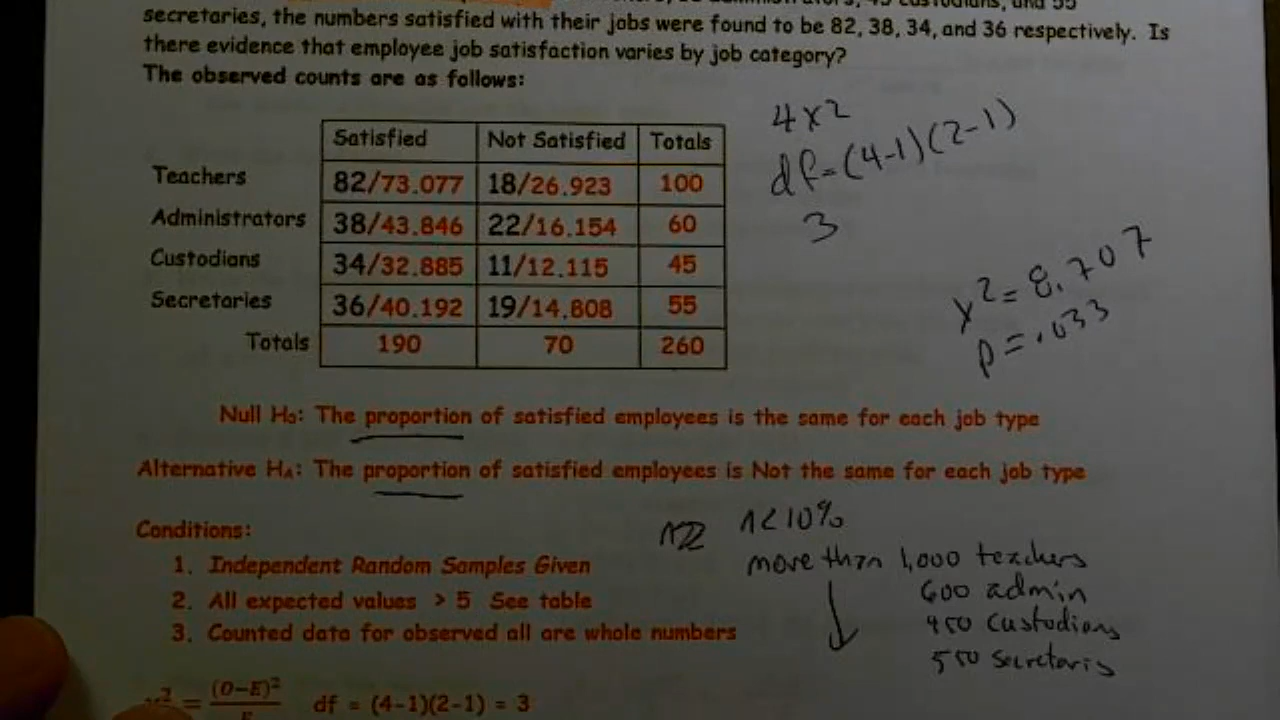 secretaries, the numbers satisfied with their jobs were found to be 82, 38, 34, and 36 respectively. Is
there evidence that employee job satisfaction varies by job category?
The observed counts are as follows:
Satisfied Not Satisfied Totals
Teachers 82/73.077 18/26.923 100
Administrators 38/43.846 22/16.154 60
Custodians 34/32.885 11/12.115 45
Secretaries 36/40.192 19/14.808 55
Totals 190 70 260
4x2
df=(4-1)(2-1)
3
x²=8.707
p=.033
Null H₀: The proportion of satisfied employees is the same for each job type
Alternative Hₐ: The proportion of satisfied employees is Not the same for each job type
Conditions:
1. Independent Random Samples Given
2. All expected values > 5 See table
3. Counted data for observed all are whole numbers
n<10%
more than 1,000 teachers
600 admin
450 custodians
550 secretaris
² = (O-E)² df = (4-1)(2-1) = 3